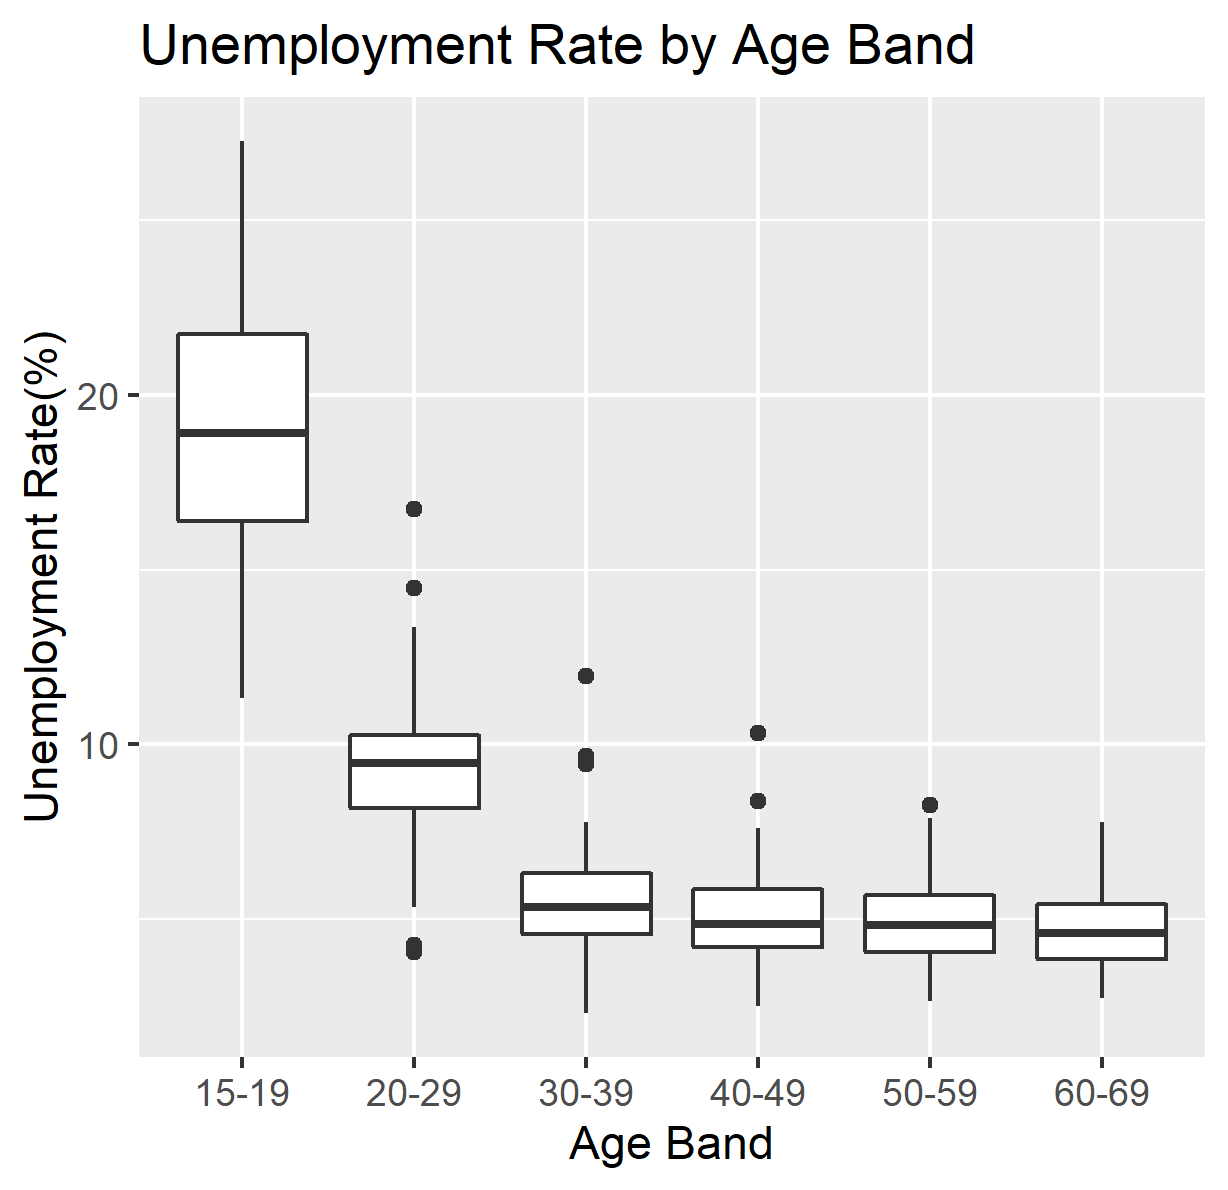 Unemployment Rate by Age Band
Unemployment Rate(%)
20
10
15-19 20-29 30-39 40-49 50-59 60-69
Age Band